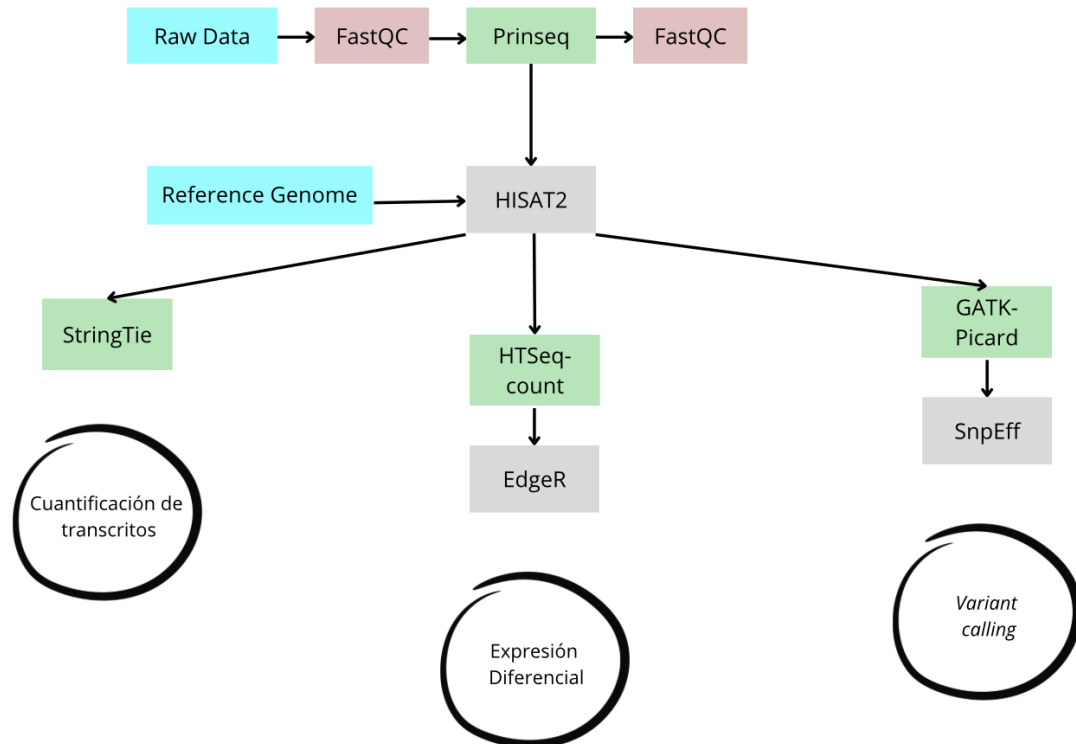 Raw Data
FastQC
Prinseq
FastQC
Reference Genome
HISAT2
StringTie
HTSeq-
count
EdgeR
GATK-
Picard
SnpEff
Cuantificación de
transcritos
Expresión
Diferencial
Variant
calling